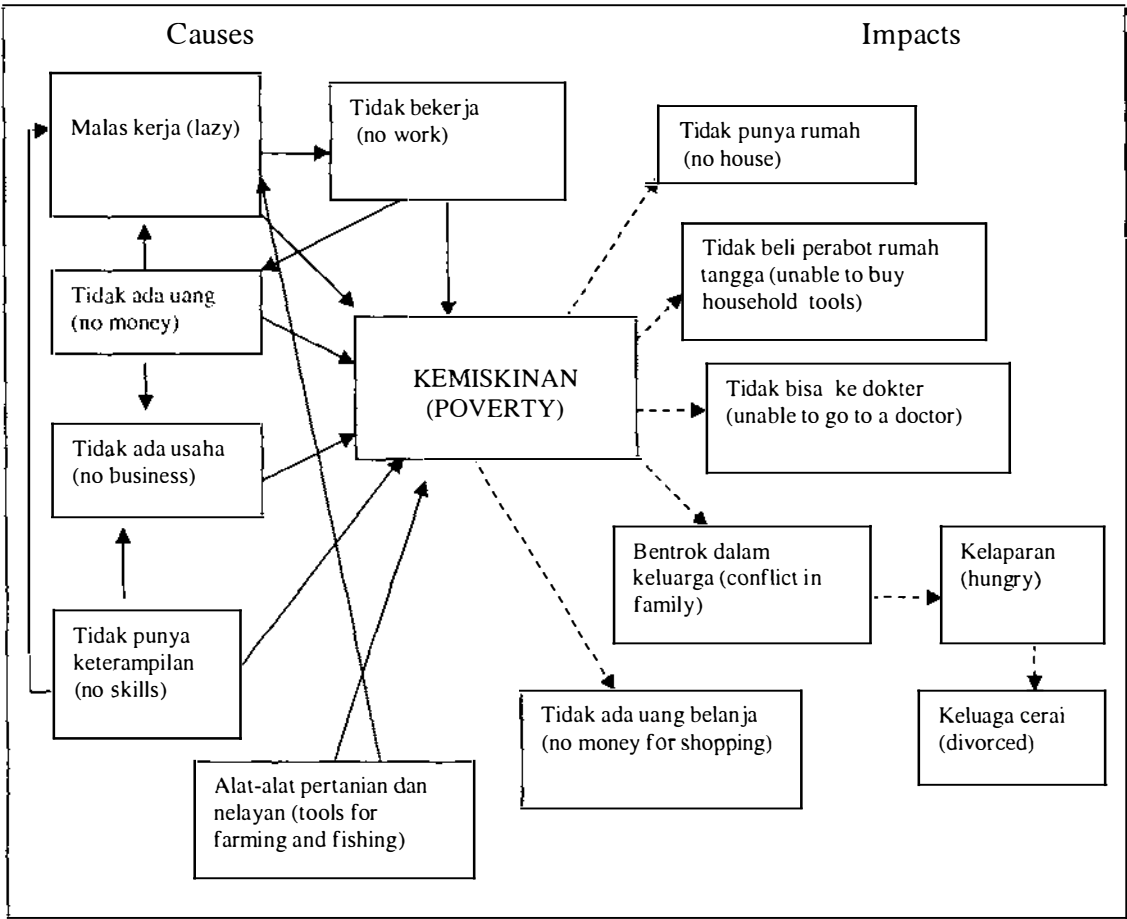 Causes
Impacts
Malas kerja (lazy)
Tidak bekerja
(no work)
Tidak punya rumah
(no house)
Tidak beli perabot rumah
tangga (unable to buy
household tools)
Tidak ada uang
(no money)
KEMISKINAN
(POVERTY)
Tidak bisa ke dokter
(unable to go to a doctor)
Tidak ada usaha
(no business)
Bentrok dalam
keluarga (conflict in
family)
Kelaparan
(hungry)
Tidak punya
keterampilan
(no skills)
Tidak ada uang belanja
(no money for shopping)
Keluaga cerai
(divorced)
Alat-alat pertanian dan
nelayan (tools for
farming and fishing)